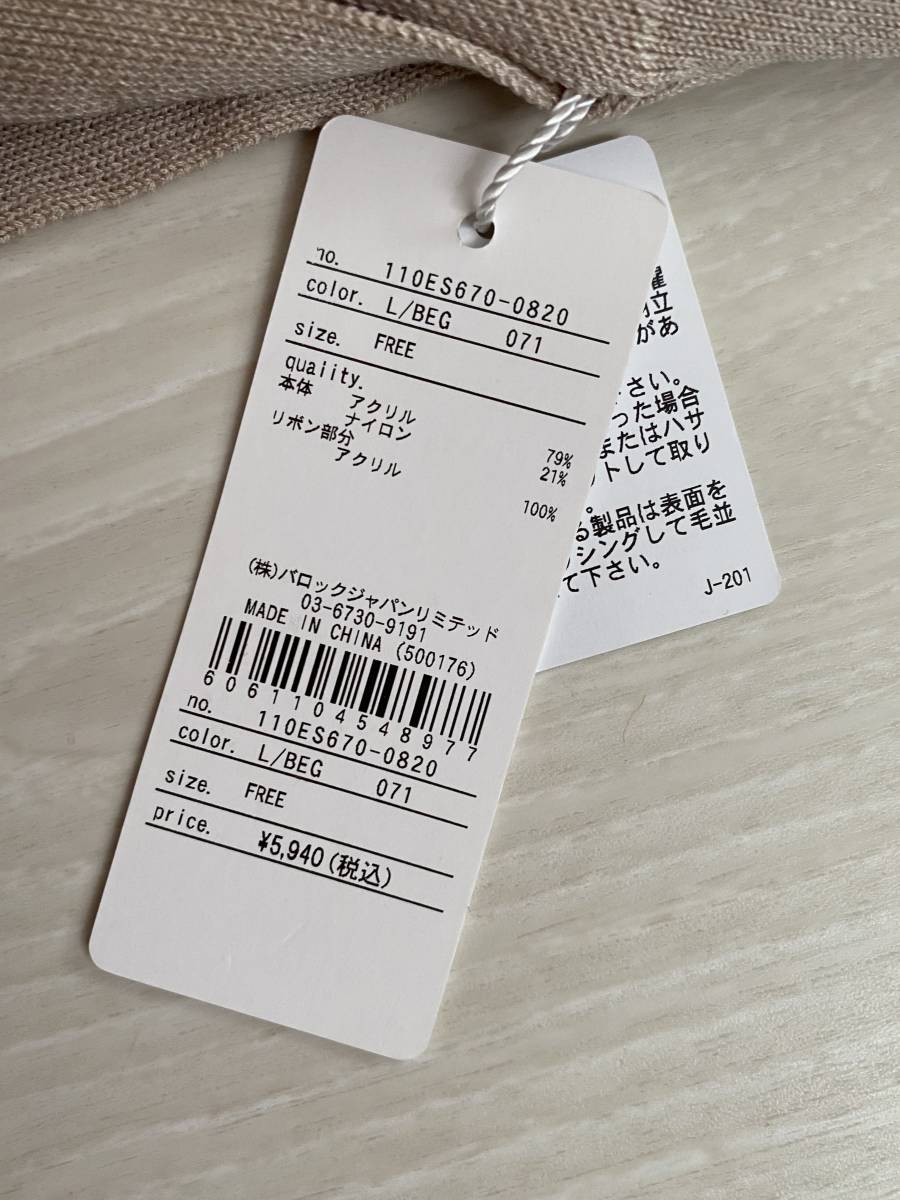 no. 110ES670-0820
color. L/BEG 071
size. FREE
quaiity.
本体 アクリル 79%
ナイロン 21%
リボン部分
アクリル 100%
(株)バロックジャパンリミテッド
03-6730-9191
MADE IN CHINA (500176)
6061104548977
no. 110ES670-0820
color. L/BEG 071
size. FREE
price. ¥5,940(税込)
立
があ
さい。
った場合
またはハサ
トして取り
。
る製品は表面を
シングして毛並
て下さい。
J-201